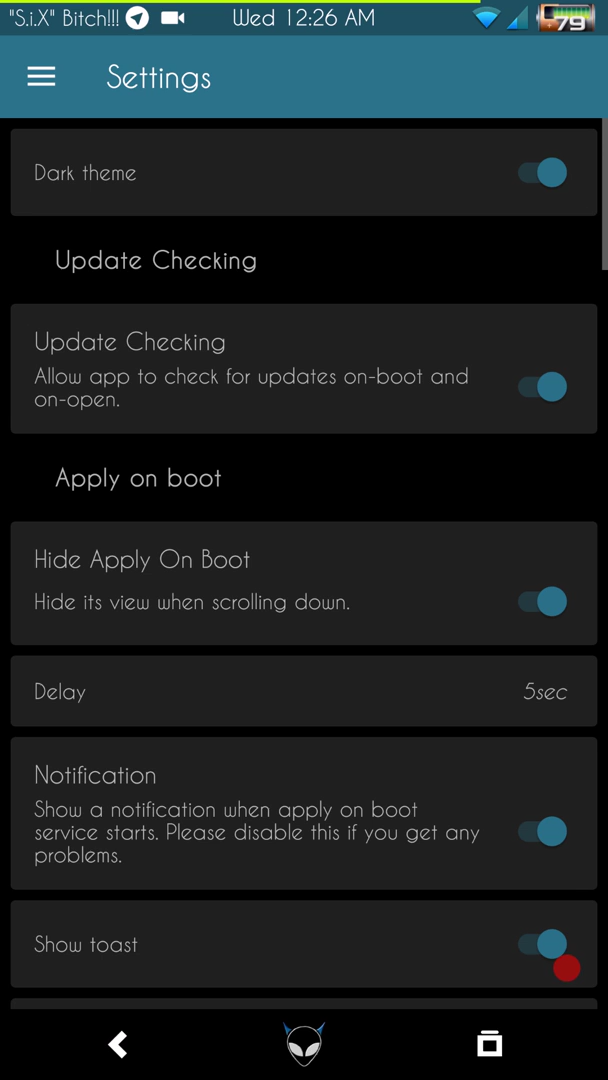 "S.i.X" Bitch!!! Wed 12:26 AM 79
Settings
Dark theme
Update Checking
Update Checking
Allow app to check for updates on-boot and
on-open.
Apply on boot
Hide Apply On Boot
Hide its view when scrolling down.
Delay 5sec
Notification
Show a notification when apply on boot
service starts. Please disable this if you get any
problems.
Show toast